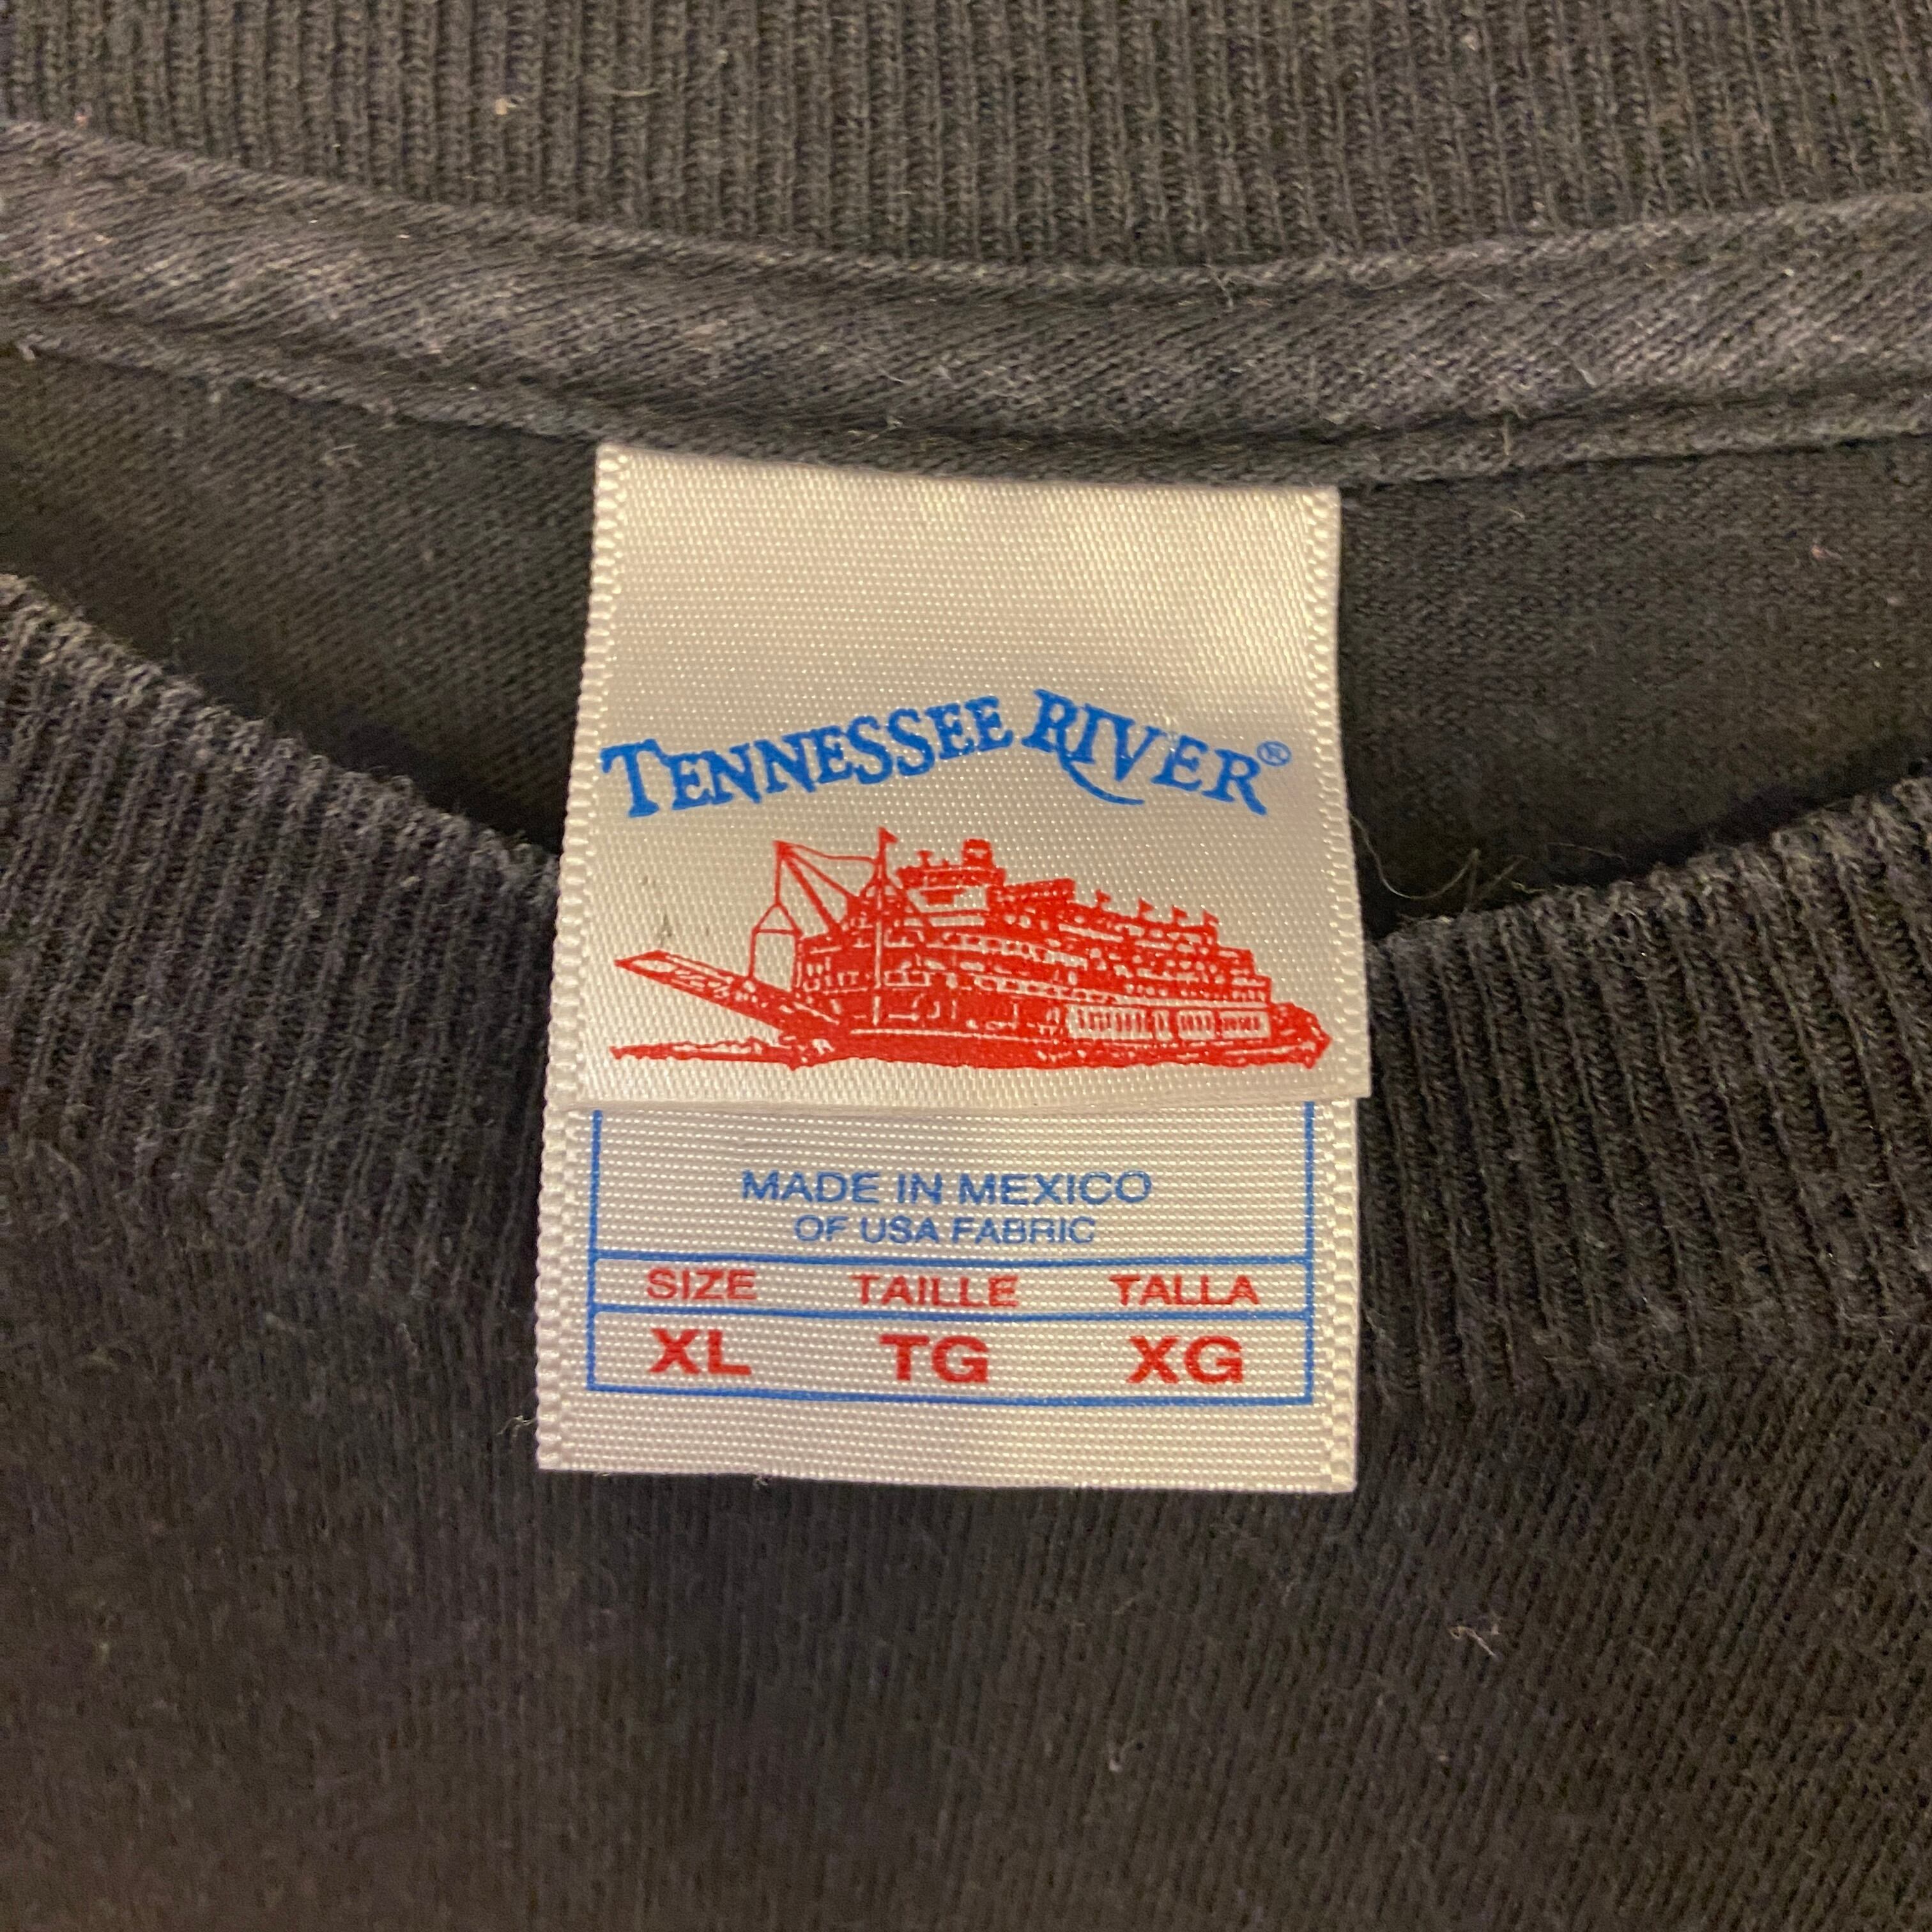 TENNESSEE RIVER®
MADE IN MEXICO
OF USA FABRIC
SIZE TAILLE TALLA
XL TG XG